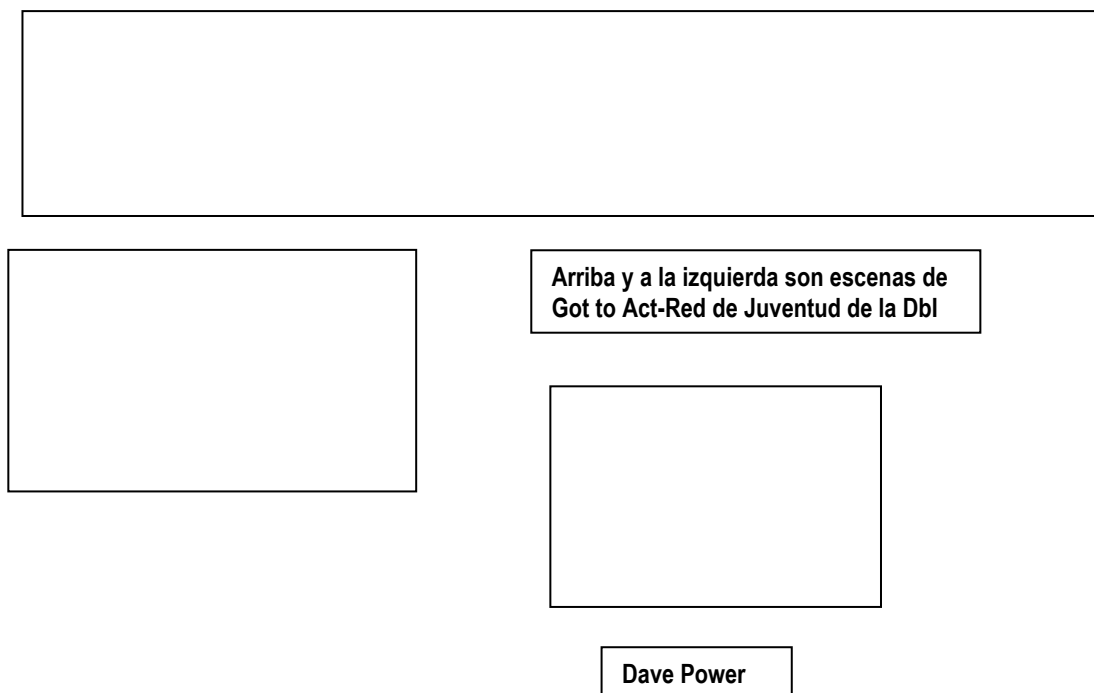 Arriba y a la izquierda son escenas de
Got to Act-Red de Juventud de la Dbl
Dave Power